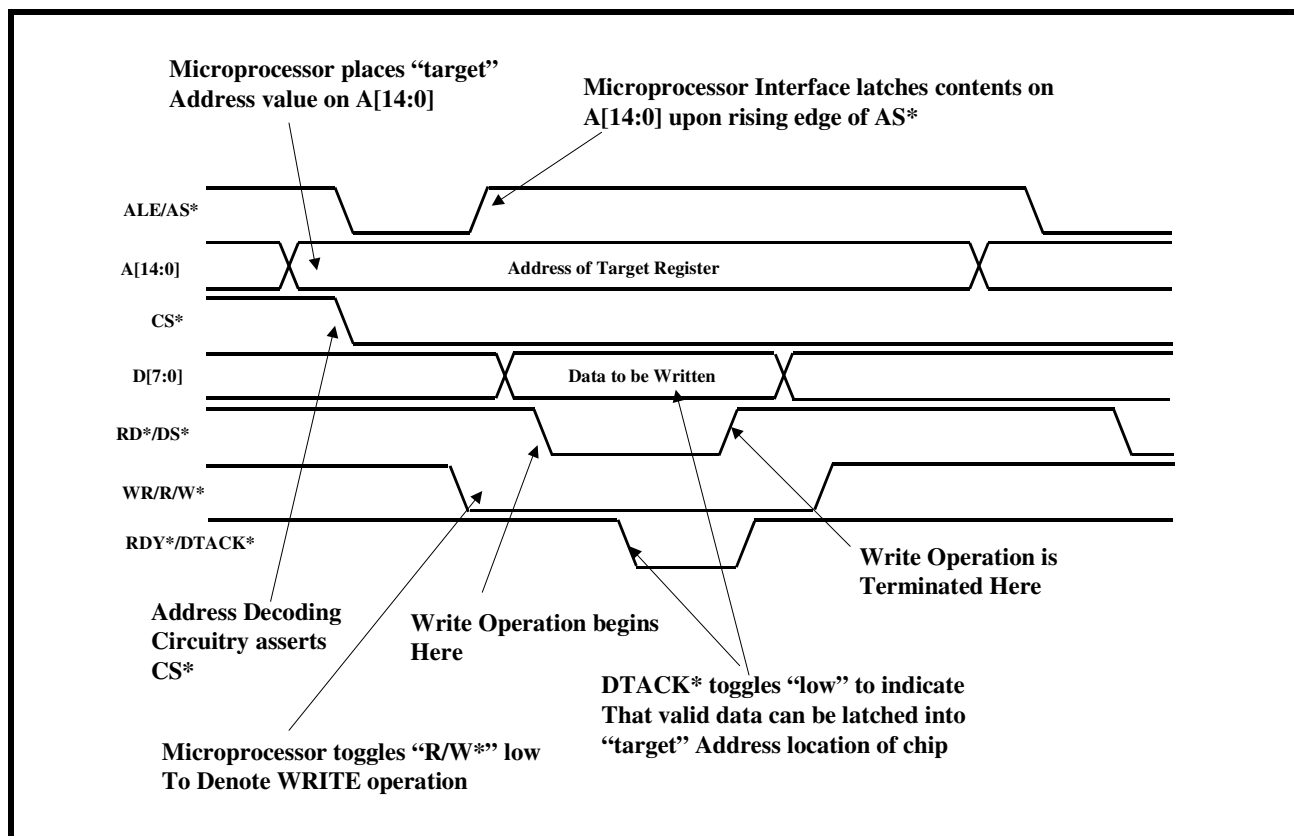 Microprocessor places “target”
Address value on A[14:0]
Microprocessor Interface latches contents on
A[14:0] upon rising edge of AS*
ALE/AS*
A[14:0]
Address of Target Register
CS*
D[7:0]
Data to be Written
RD*/DS*
WR/R/W*
RDY*/DTACK*
Write Operation is
Terminated Here
Address Decoding
Circuitry asserts
CS*
Write Operation begins
Here
DTACK* toggles “low” to indicate
That valid data can be latched into
“target” Address location of chip
Microprocessor toggles “R/W*” low
To Denote WRITE operation